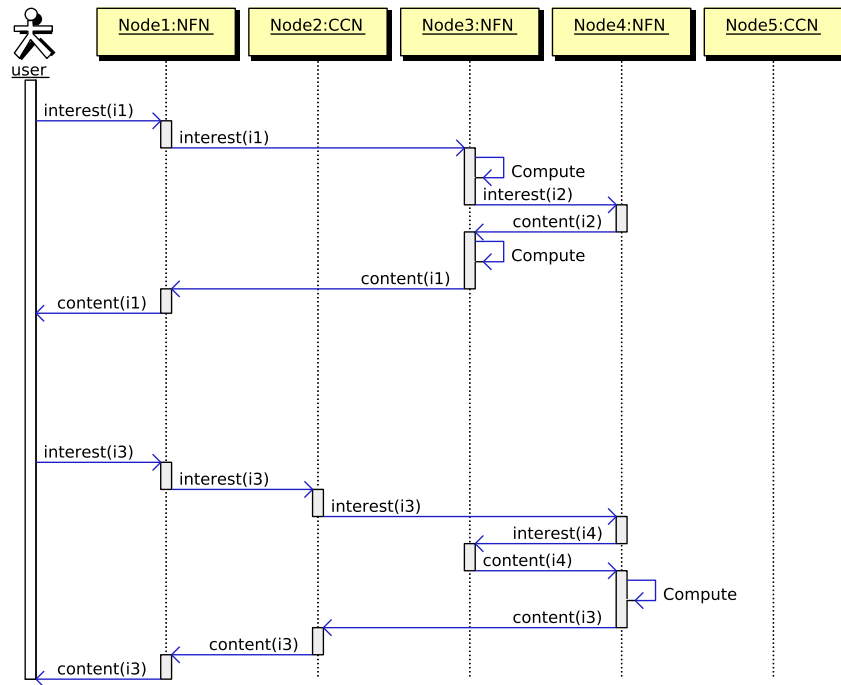 Node1:NFN Node2:CCN Node3:NFN Node4:NFN Node5:CCN
user
interest(i1)
interest(i1)
Compute
interest(i2)
content(i2)
Compute
content(i1)
content(i1)
interest(i3)
interest(i3)
interest(i3)
interest(i4)
content(i4)
Compute
content(i3)
content(i3)
content(i3)